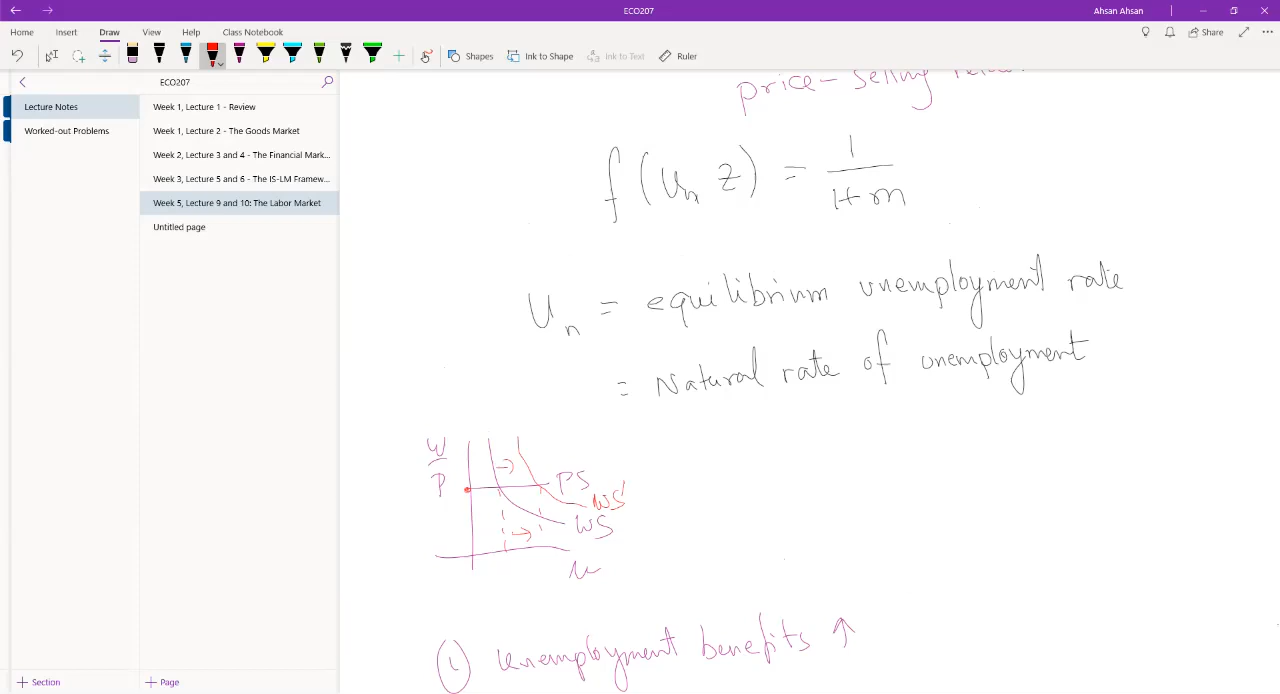 ECO207
Ahsan Ahsan
Home Insert Draw View Help Class Notebook
Share
Shapes Ink to Shape Ink to Text Ruler
ECO207
Lecture Notes
Worked-out Problems
Week 1, Lecture 1 - Review
Week 1, Lecture 2 - The Goods Market
Week 2, Lecture 3 and 4 - The Financial Mark...
Week 3, Lecture 5 and 6 - The IS-LM Framew...
Week 5, Lecture 9 and 10: The Labor Market
Untitled page
Section
Page
price - selling
f(u_n, z) = 1/(1+m)
U_n = equilibrium unemployment rate
= Natural rate of unemployment
W/P
PS
WS'
WS
u
(1) Unemployment benefits ↑